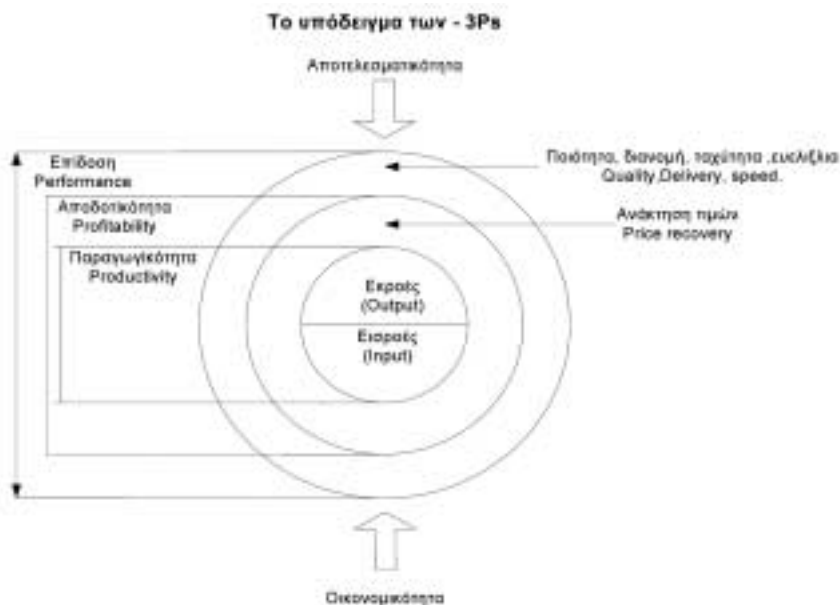 Το υπόδειγμα των - 3Ps
Αποτελεσματικότητα
Επίδοση
Performance
Ποιότητα, διανομή, ταχύτητα ,ευελιξλια
Quality,Delivery, speed.
Αποδοτικότητα
Profitability
Ανάκτηση τιμών
Price recovery
Παραγωγικότητα
Productivity
Εκροές
(Output)
Εισροές
(Input)
Οικονομικότητα